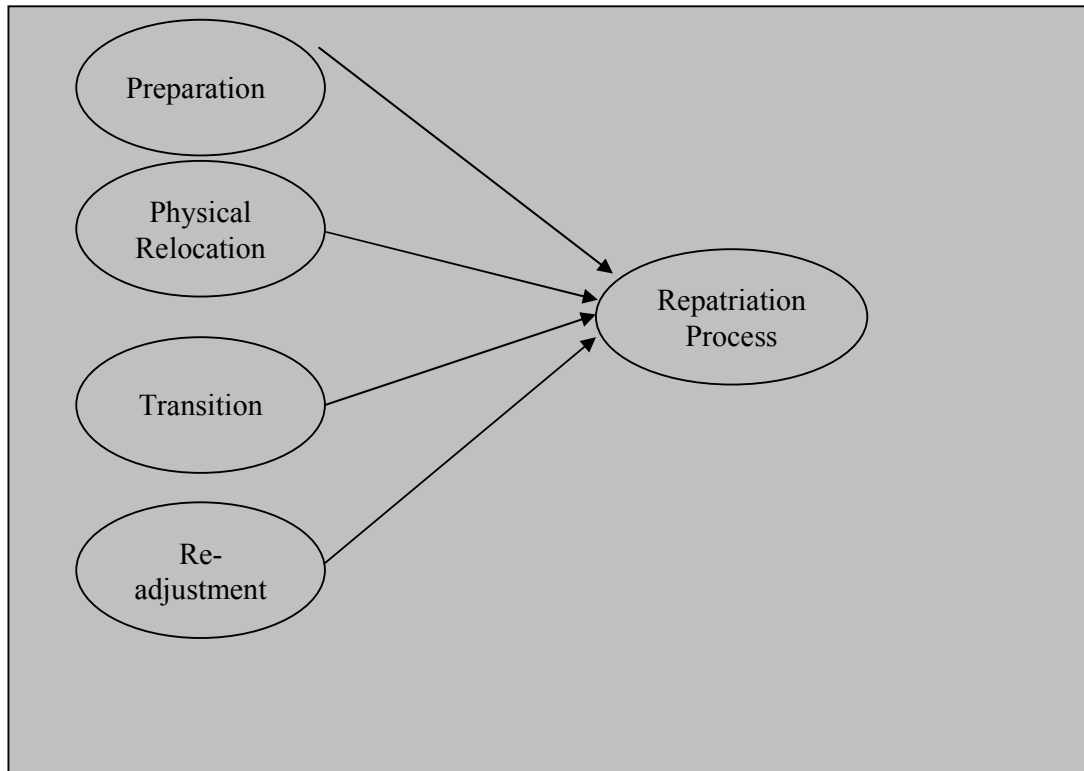 Preparation
Physical
Relocation
Repatriation
Process
Transition
Re-
adjustment